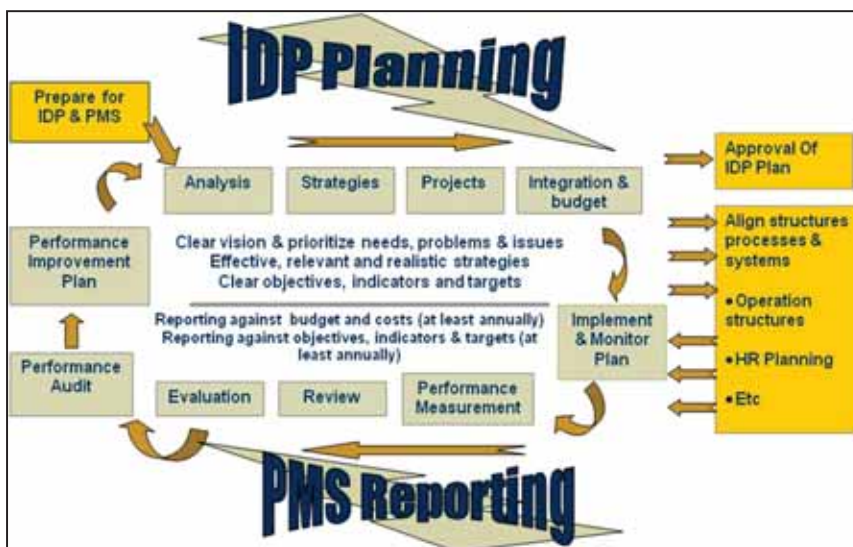 IDP Planning
Prepare for
IDP & PMS
Analysis
Strategies
Projects
Integration &
budget
Approval Of
IDP Plan
Align structures
processes &
systems
•Operation
structures
•HR Planning
•Etc
Clear vision & prioritize needs, problems & issues
Effective, relevant and realistic strategies
Clear objectives, indicators and targets
Performance
Improvement
Plan
Reporting against budget and costs (at least annually)
Reporting against objectives, indicators & targets (at
least annually)
Implement
& Monitor
Plan
Performance
Audit
Evaluation
Review
Performance
Measurement
PMS Reporting